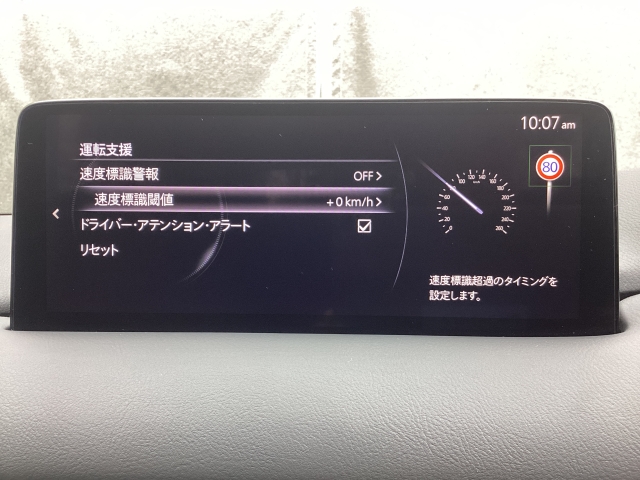 10:07 am
運転支援
速度標識警報 OFF
速度標識閾値 +0 km/h
ドライバー・アテンション・アラート
リセット
80
速度標識超過のタイミングを
設定します。